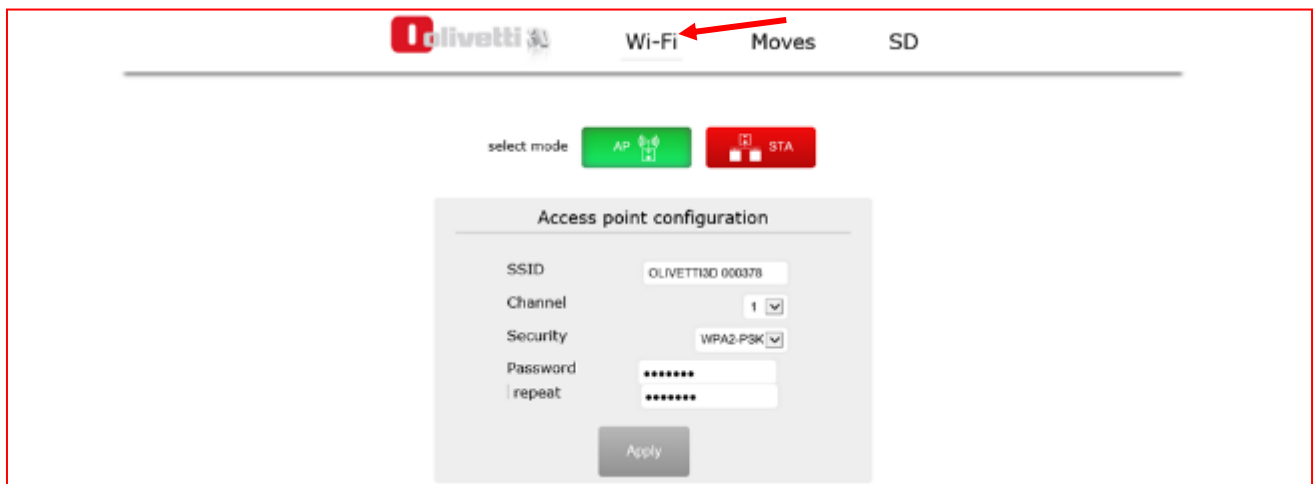 olivetti 3D Wi-Fi Moves SD
select mode AP STA
Access point configuration
SSID OLIVETTI3D 000378
Channel 1
Security WPA2-PSK
Password •••••••
repeat •••••••
Apply